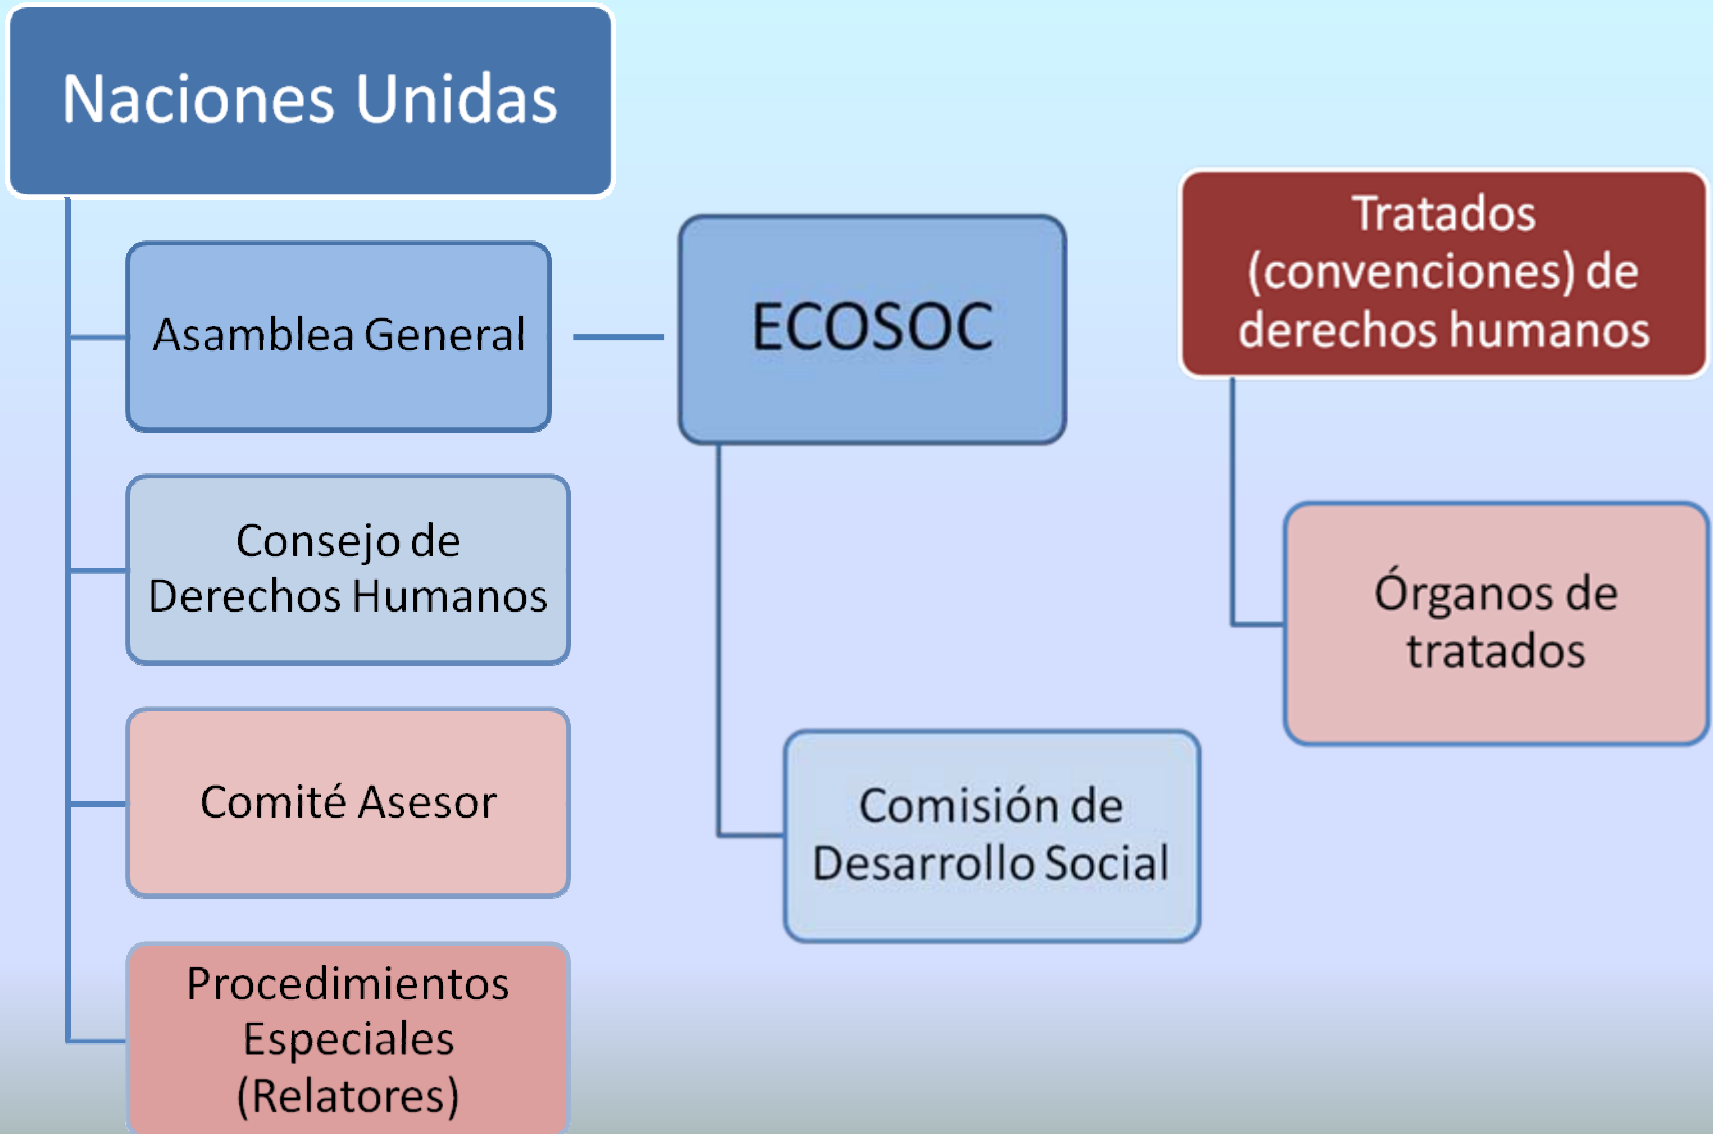 Naciones Unidas
Asamblea General
Consejo de
Derechos Humanos
Comité Asesor
Procedimientos
Especiales
(Relatores)
ECOSOC
Comisión de
Desarrollo Social
Tratados
(convenciones) de
derechos humanos
Órganos de
tratados